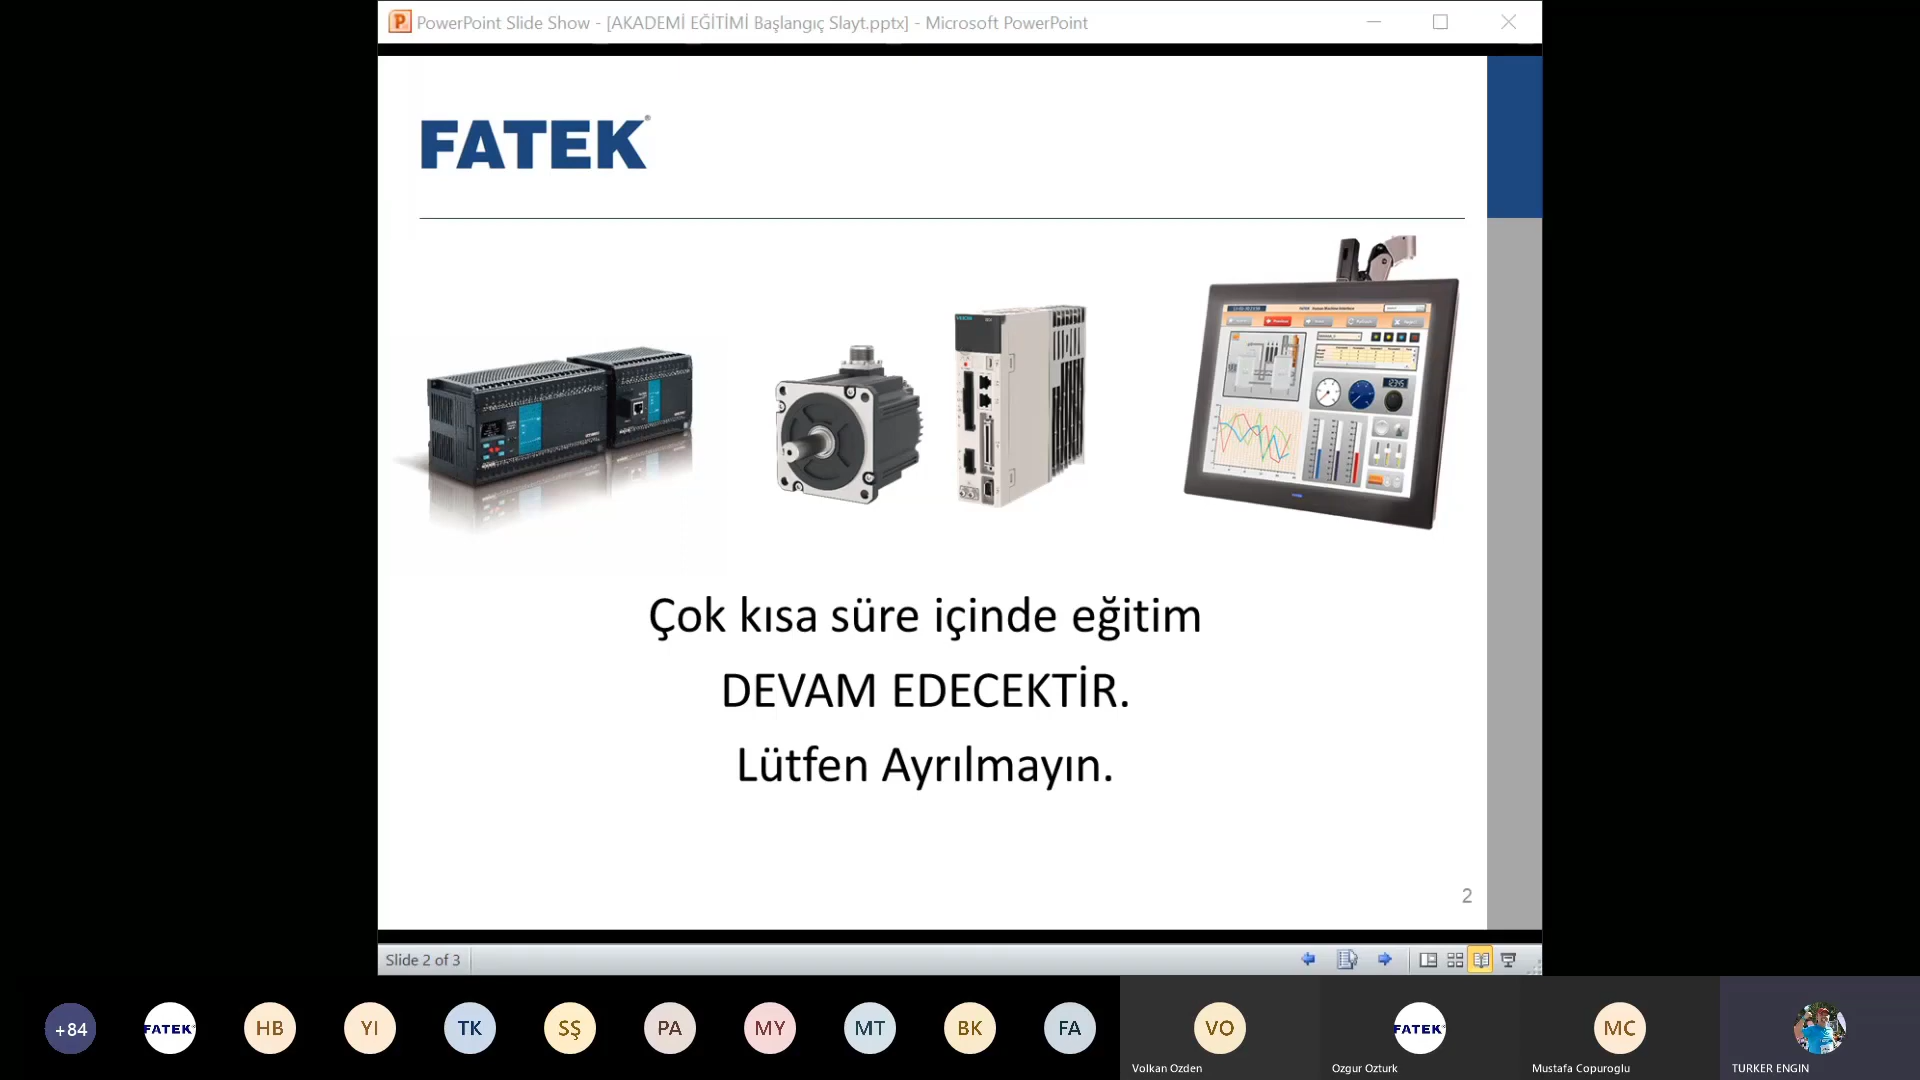 PowerPoint Slide Show - [AKADEMİ EĞİTİMİ Başlangıç Slayt.pptx] - Microsoft PowerPoint
FATEK®
Çok kısa süre içinde eğitim
DEVAM EDECEKTİR.
Lütfen Ayrılmayın.
2
Slide 2 of 3
+84
FATEK
HB
YI
TK
SŞ
PA
MY
MT
BK
FA
VO
FATEK
MC
Volkan Ozden
Ozgur Ozturk
Mustafa Copuroglu
TURKER ENGIN